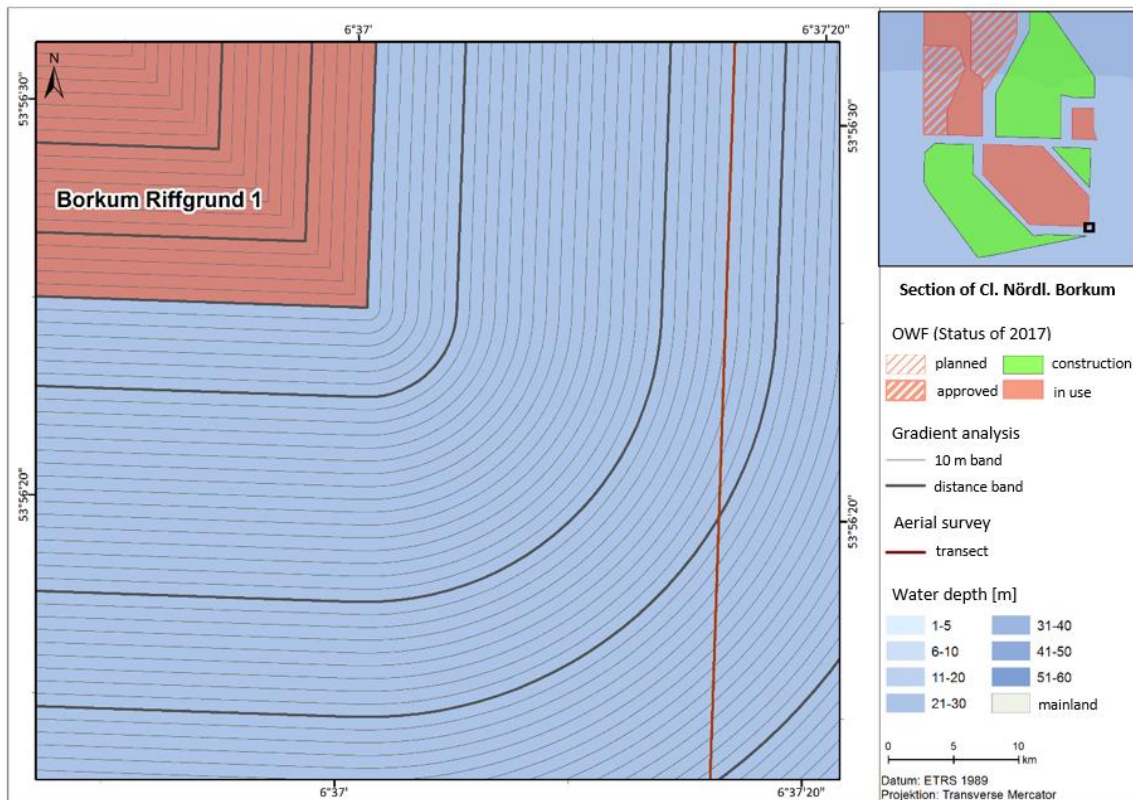 6°37'
6°37'20"
N
53°56'30"
53°56'30"
Borkum Riffgrund 1
53°56'20"
53°56'20"
6°37'
6°37'20"
Section of Cl. Nördl. Borkum
OWF (Status of 2017)
planned
construction
approved
in use
Gradient analysis
10 m band
distance band
Aerial survey
transect
Water depth [m]
1-5
31-40
6-10
41-50
11-20
51-60
21-30
mainland
0 5 10
km
Datum: ETRS 1989
Projektion: Transverse Mercator